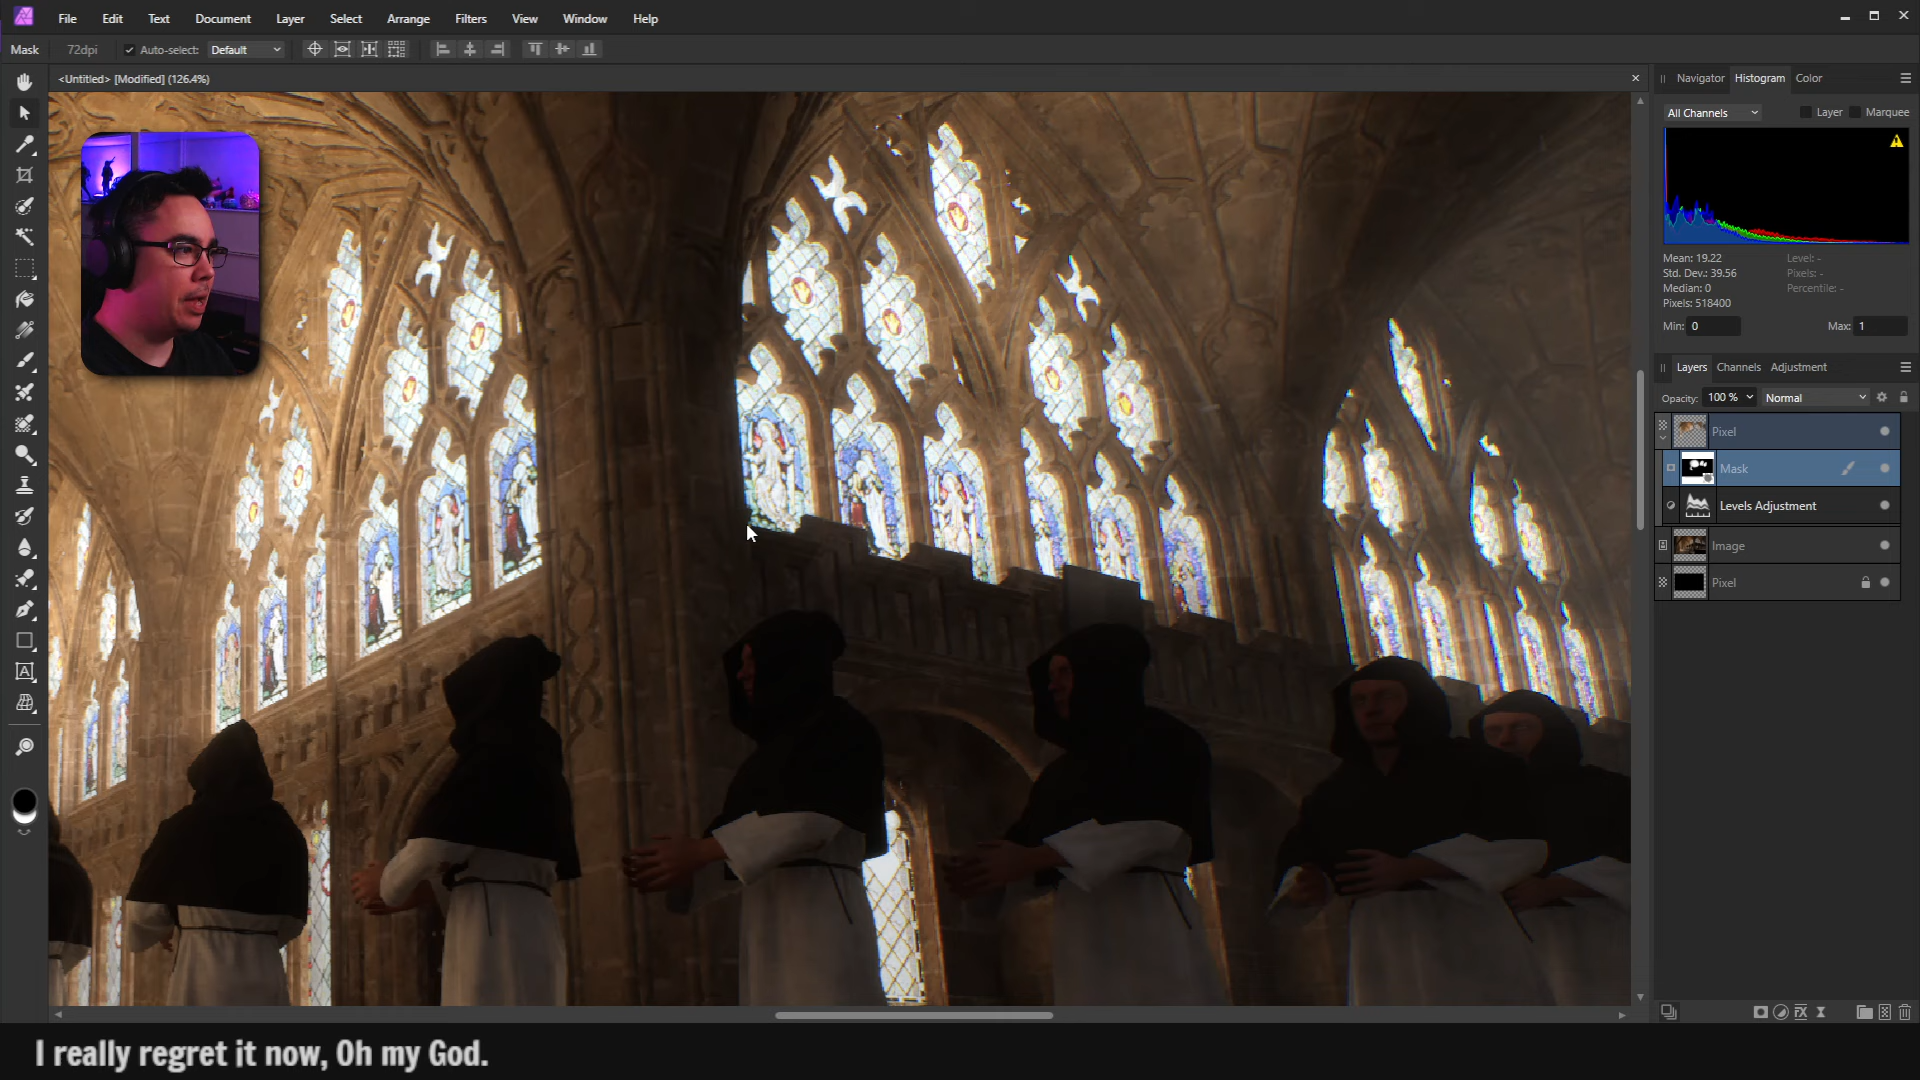 File Edit Text Document Layer Select Arrange Filters View Window Help
Mask 72dpi Auto-select: Default
<Untitled> [Modified] (126.4%)
Navigator Histogram Color
All Channels Layer Marquee
Mean: 19.22 Level: -
Std. Dev.: 39.56 Pixels: -
Median: 0 Percentile: -
Pixels: 518400
Min: 0 Max: 1
Layers Channels Adjustment
Opacity: 100 % Normal
Pixel
Mask
Levels Adjustment
Image
Pixel
I really regret it now, Oh my God.